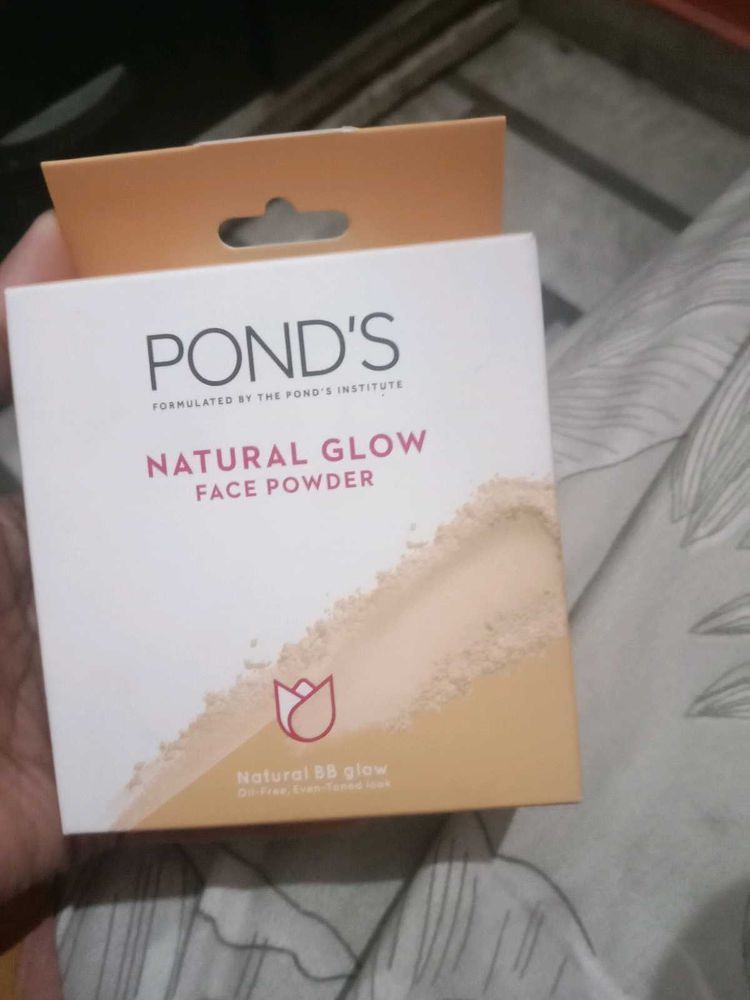 POND'S
FORMULATED BY THE POND'S INSTITUTE
NATURAL GLOW
FACE POWDER
Natural BB glow
Oil-Free, Even-Toned look